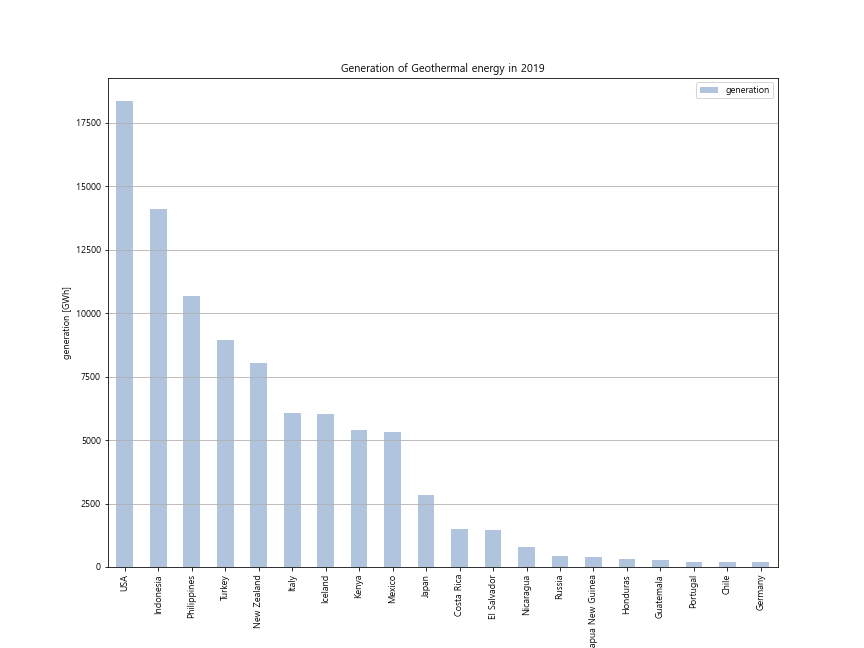 Generation of Geothermal energy in 2019
generation
generation [GWh]
17500
15000
12500
10000
7500
5000
2500
0
USA
Indonesia
Philippines
Turkey
New Zealand
Italy
Iceland
Kenya
Mexico
Japan
Costa Rica
El Salvador
Nicaragua
Russia
apua New Guinea
Honduras
Guatemala
Portugal
Chile
Germany